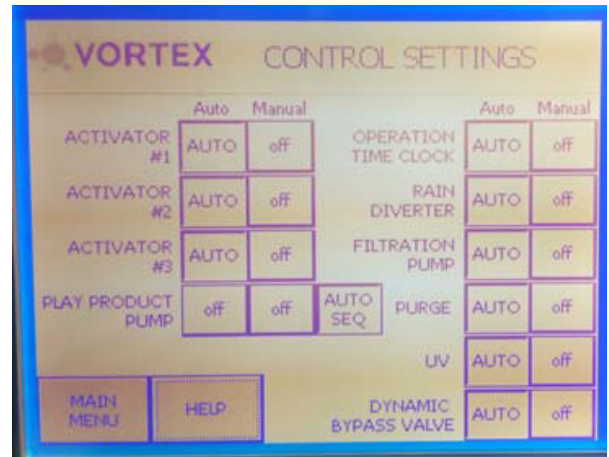 VORTEX CONTROL SETTINGS
Auto Manual Auto Manual
ACTIVATOR #1 AUTO off
OPERATION TIME CLOCK AUTO off
ACTIVATOR #2 AUTO off
RAIN DIVERTER AUTO off
ACTIVATOR #3 AUTO off
FILTRATION PUMP AUTO off
PLAY PRODUCT PUMP off off AUTO SEQ
PURGE AUTO off
UV AUTO off
MAIN MENU
HELP
DYNAMIC BYPASS VALVE AUTO off